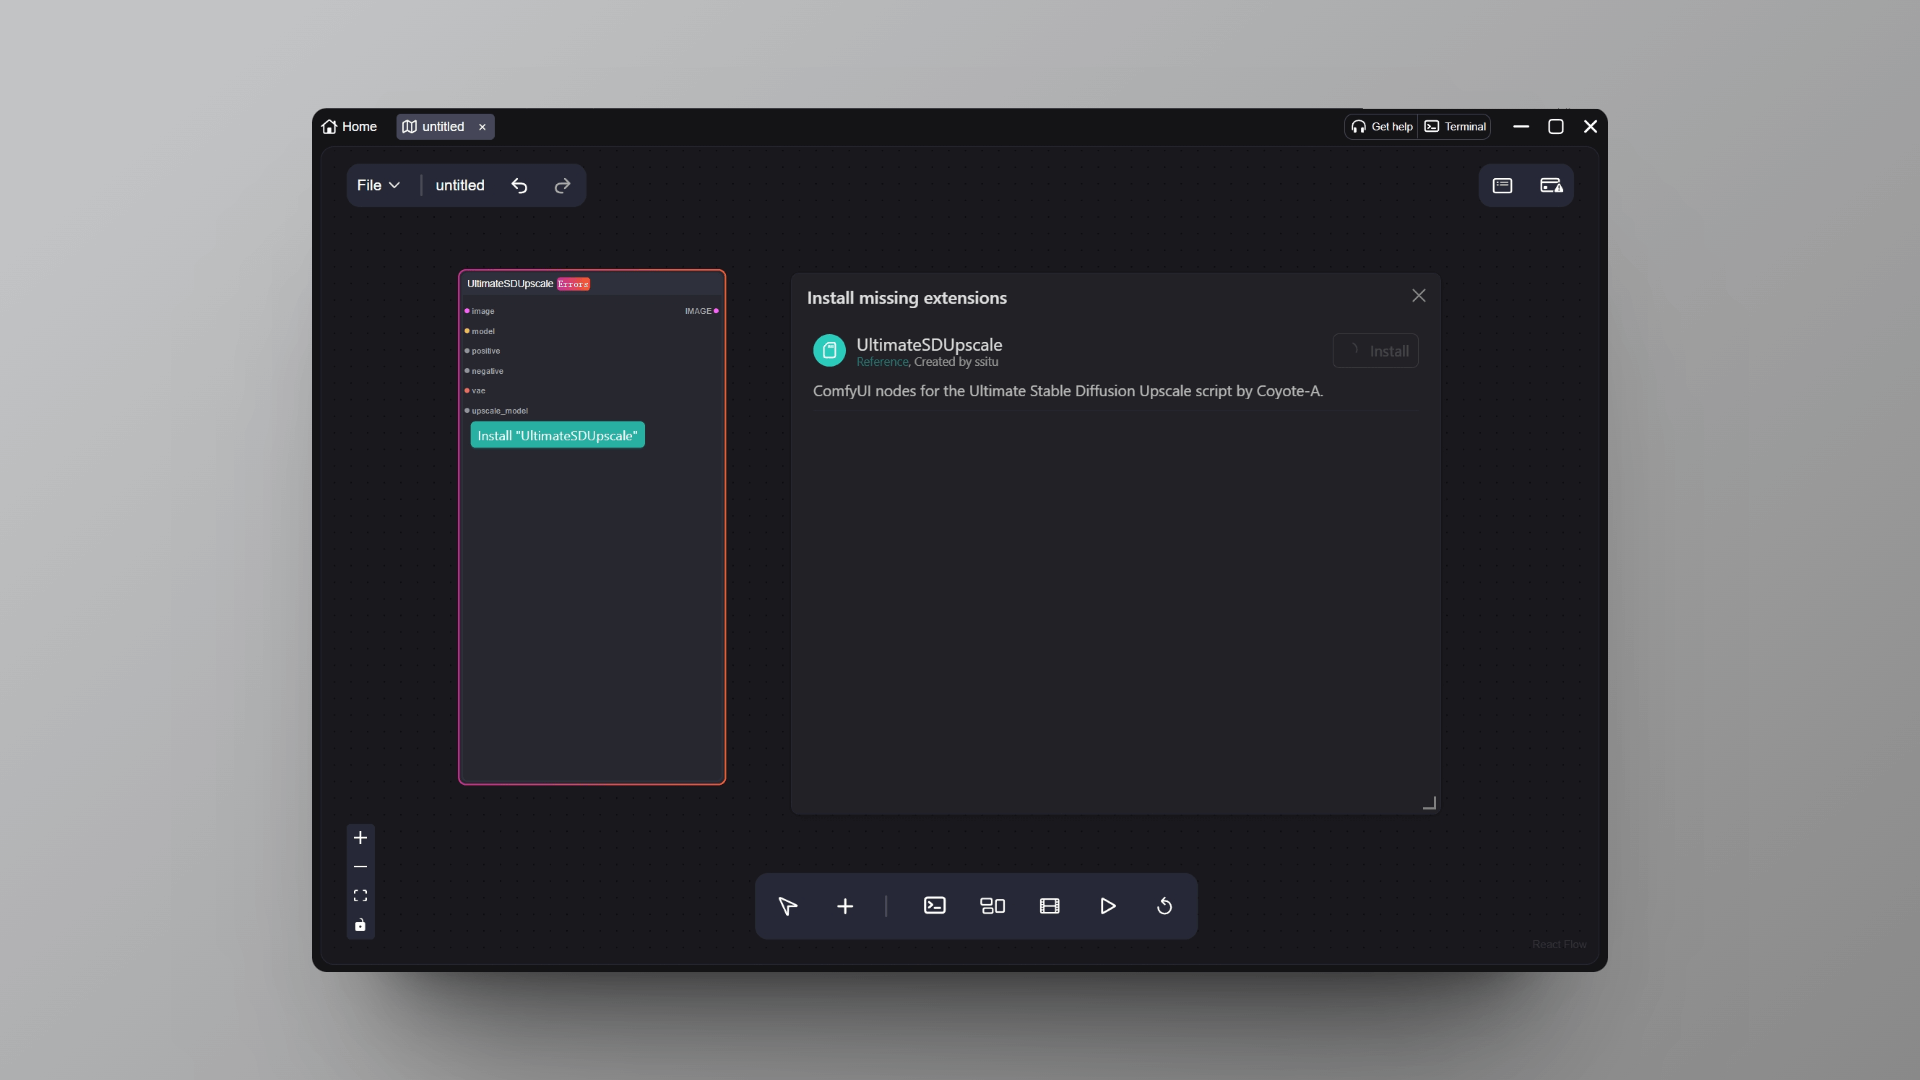 Home
untitled
Get help
Terminal
File
untitled
UltimateSDUpscale Errors
image
IMAGE
model
positive
negative
vae
upscale_model
Install "UltimateSDUpscale"
Install missing extensions
UltimateSDUpscale
Reference, Created by ssitu
Install
ComfyUI nodes for the Ultimate Stable Diffusion Upscale script by Coyote-A.
React Flow